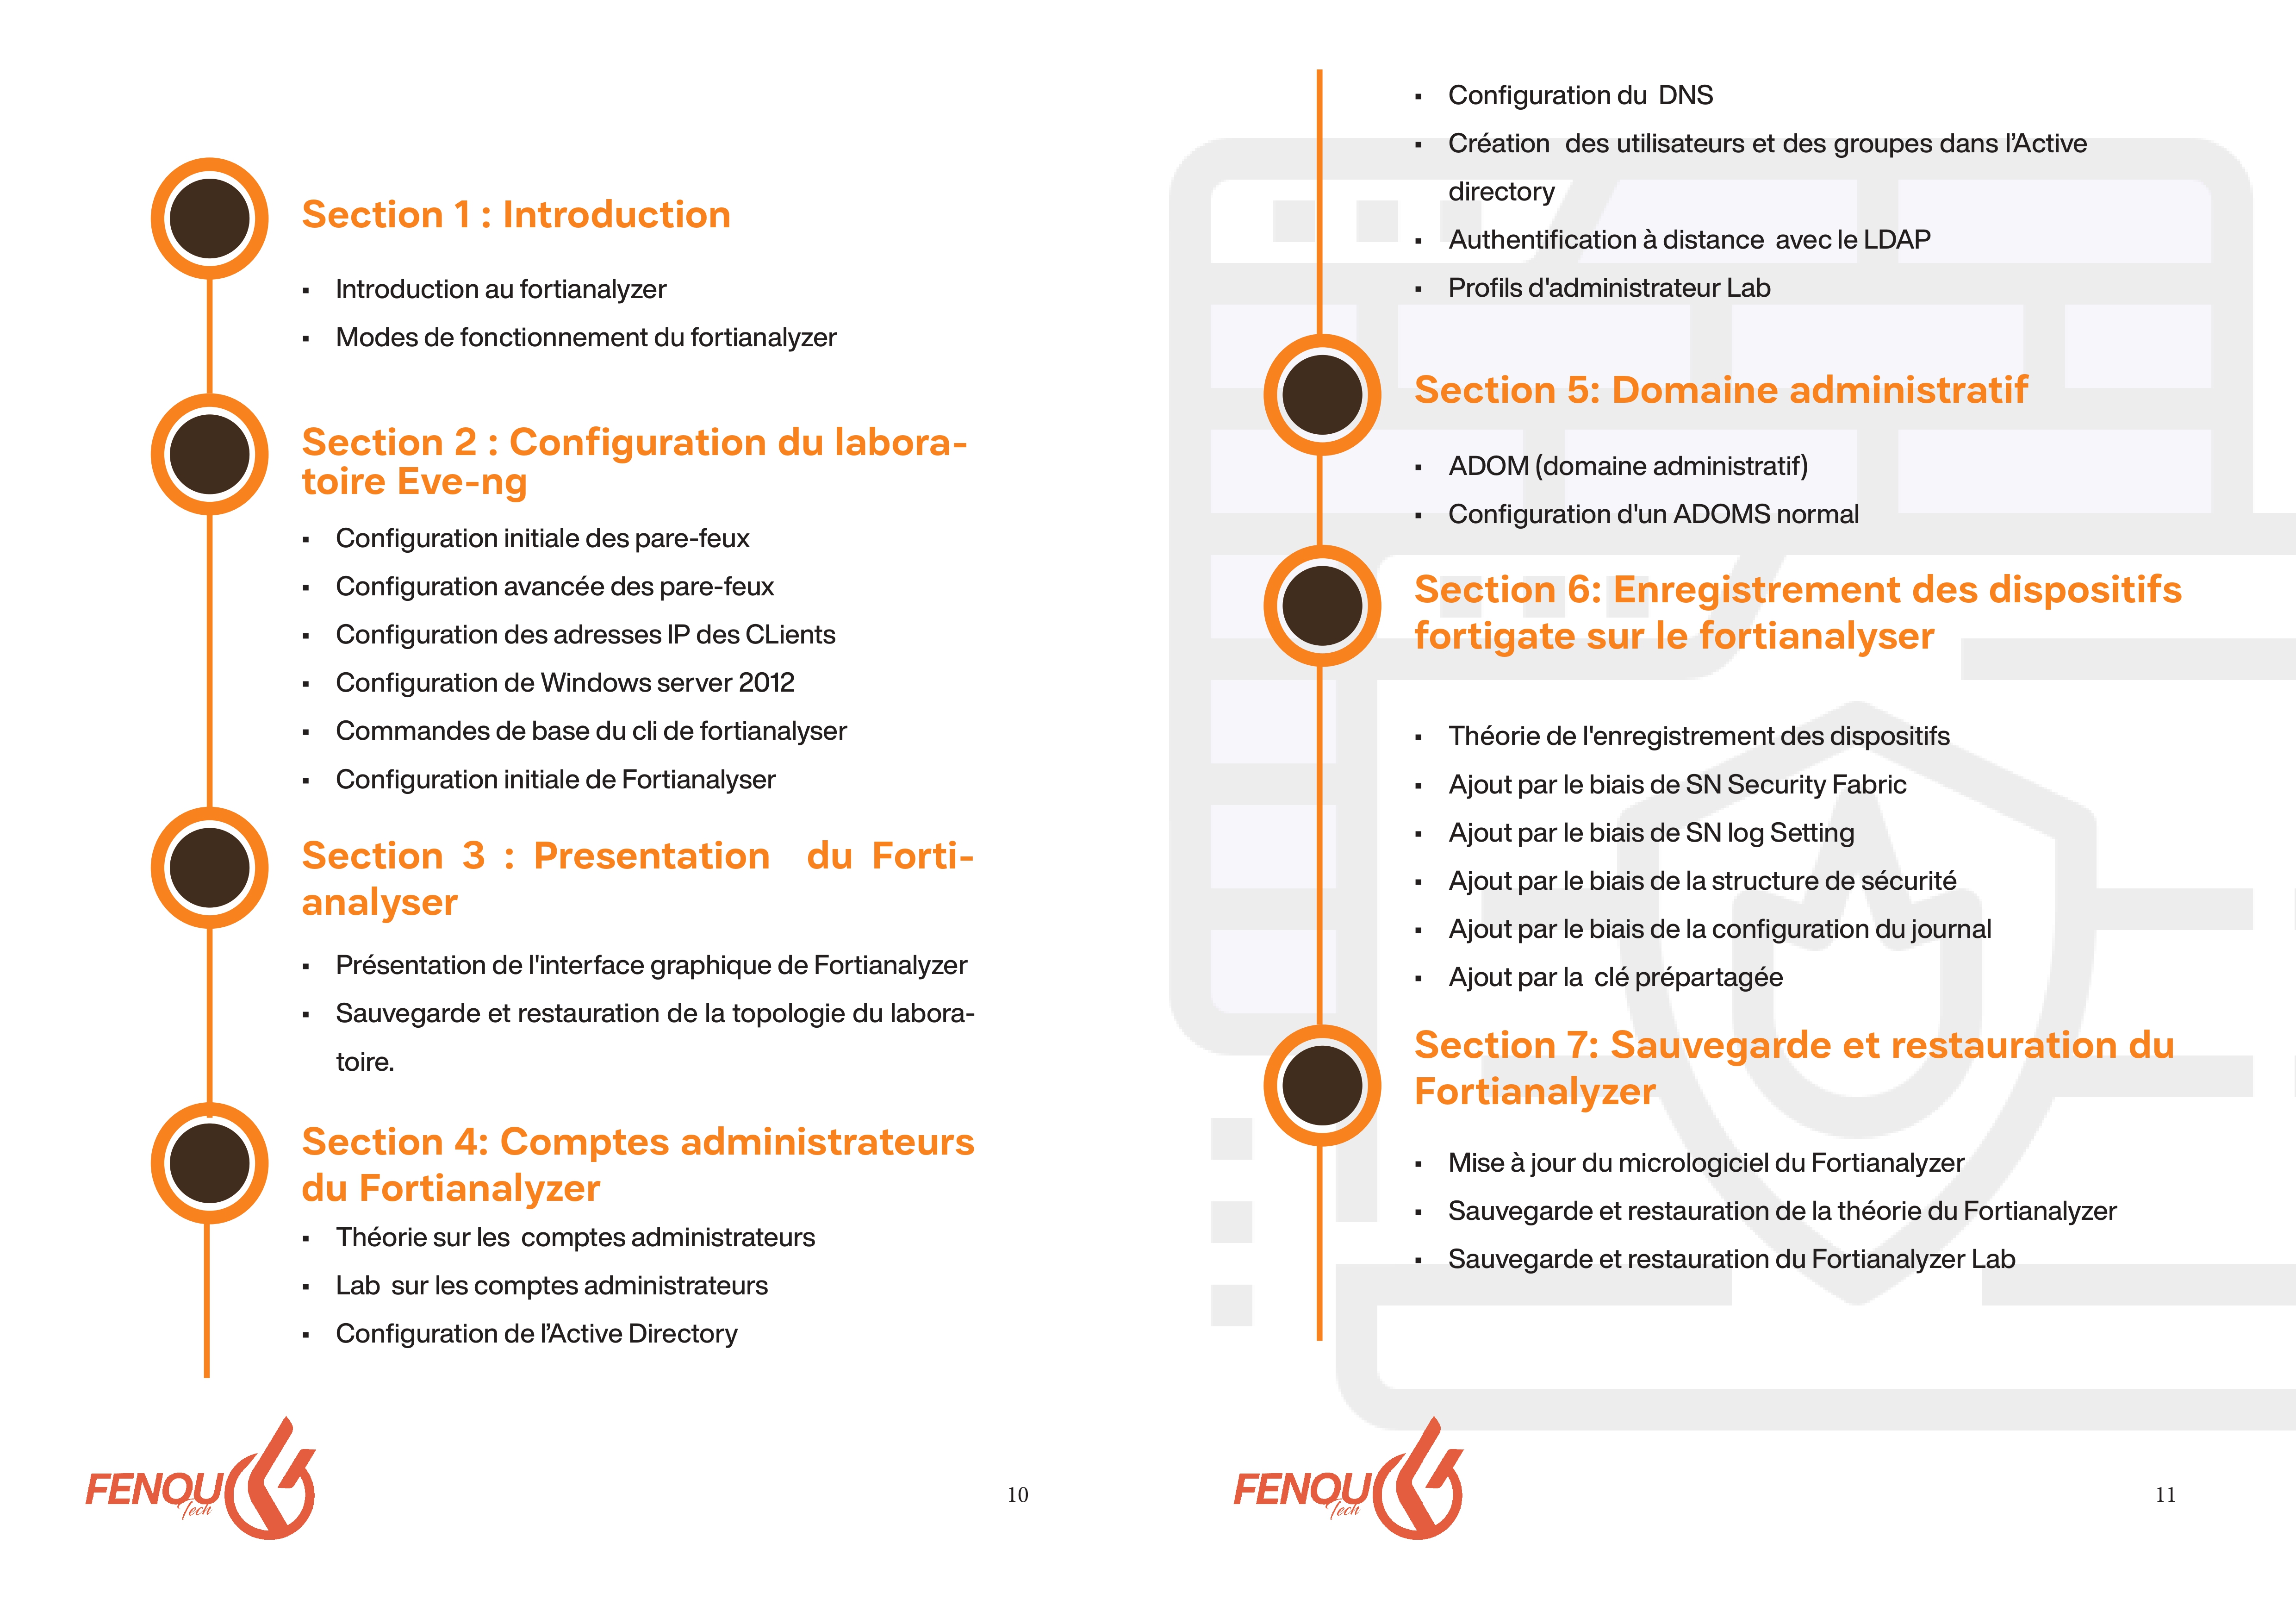 Section 1 : Introduction
▪ Introduction au fortianalyzer
▪ Modes de fonctionnement du fortianalyzer
Section 2 : Configuration du labora-
toire Eve-ng
▪ Configuration initiale des pare-feux
▪ Configuration avancée des pare-feux
▪ Configuration des adresses IP des CLients
▪ Configuration de Windows server 2012
▪ Commandes de base du cli de fortianalyser
▪ Configuration initiale de Fortianalyser
Section 3 : Presentation du Forti-
analyser
▪ Présentation de l'interface graphique de Fortianalyzer
▪ Sauvegarde et restauration de la topologie du labora-
toire.
Section 4: Comptes administrateurs
du Fortianalyzer
▪ Théorie sur les comptes administrateurs
▪ Lab sur les comptes administrateurs
▪ Configuration de l’Active Directory
FENOU
Tech
10
▪ Configuration du DNS
▪ Création des utilisateurs et des groupes dans l’Active
directory
▪ Authentification à distance avec le LDAP
▪ Profils d'administrateur Lab
Section 5: Domaine administratif
▪ ADOM (domaine administratif)
▪ Configuration d'un ADOMS normal
Section 6: Enregistrement des dispositifs
fortigate sur le fortianalyser
▪ Théorie de l'enregistrement des dispositifs
▪ Ajout par le biais de SN Security Fabric
▪ Ajout par le biais de SN log Setting
▪ Ajout par le biais de la structure de sécurité
▪ Ajout par le biais de la configuration du journal
▪ Ajout par la clé prépartagée
Section 7: Sauvegarde et restauration du
Fortianalyzer
▪ Mise à jour du micrologiciel du Fortianalyzer
▪ Sauvegarde et restauration de la théorie du Fortianalyzer
▪ Sauvegarde et restauration du Fortianalyzer Lab
FENOU
Tech
11